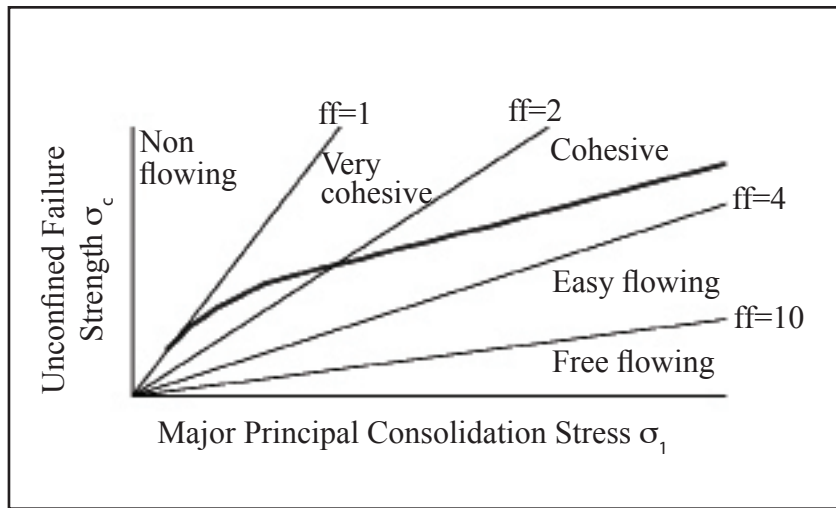 ff=1
ff=2
Non
flowing
Very
cohesive
Cohesive
ff=4
Easy flowing
ff=10
Free flowing
Unconfined Failure
Strength σc
Major Principal Consolidation Stress σ1